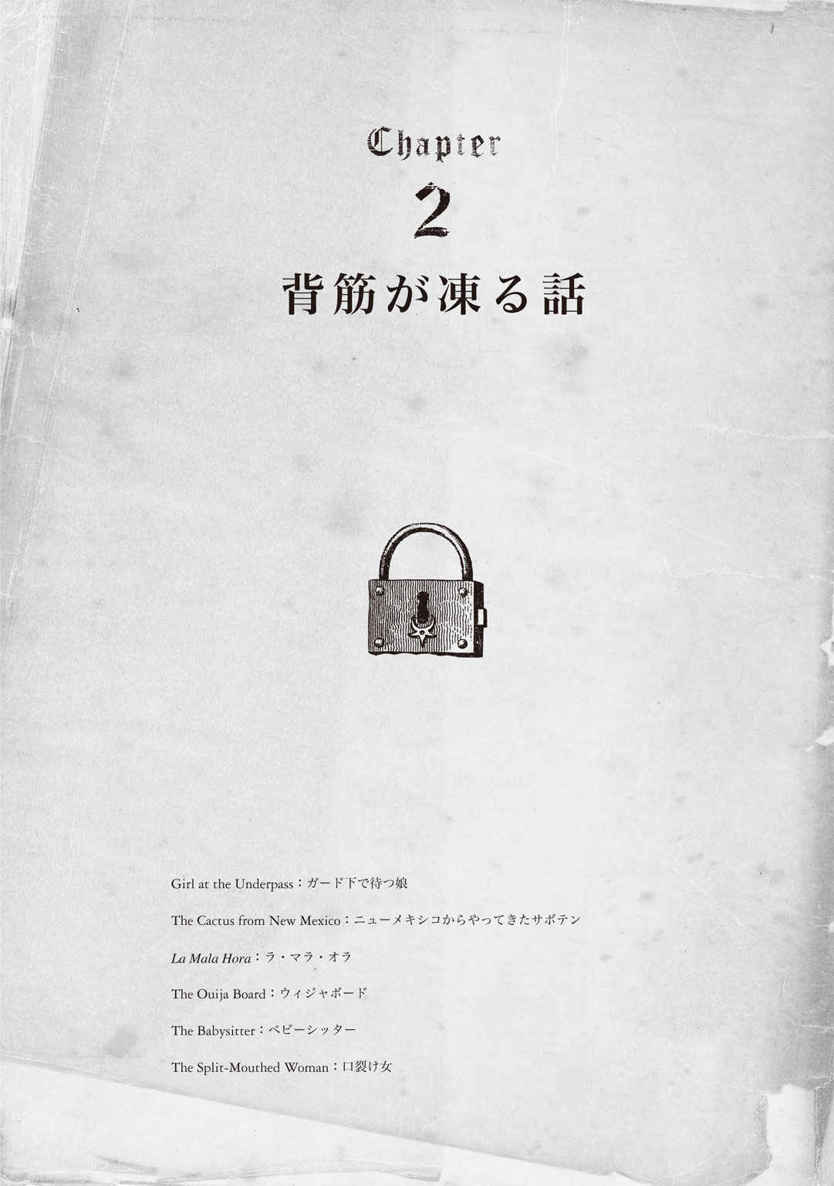 Chapter
2
背筋が凍る話
Girl at the Underpass：ガード下で待つ娘
The Cactus from New Mexico：ニューメキシコからやってきたサボテン
La Mala Hora：ラ・マラ・オラ
The Ouija Board：ウィジャボード
The Babysitter：ベビーシッター
The Split-Mouthed Woman：口裂け女